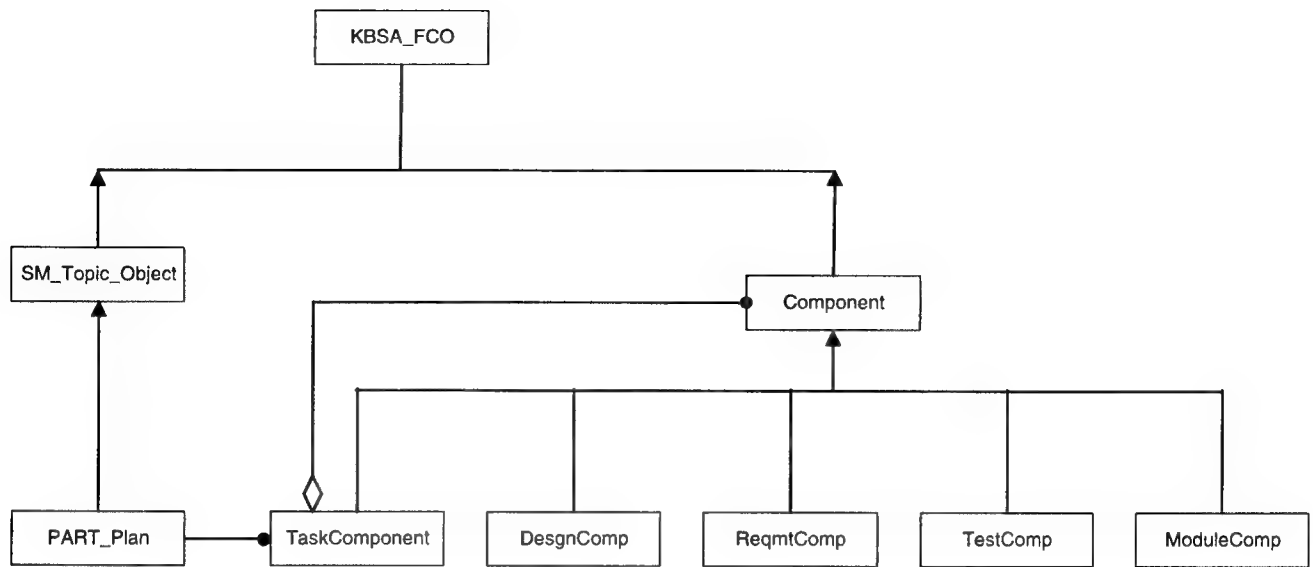 KBSA_FCO
SM_Topic_Object
Component
PART_Plan
TaskComponent
DesgnComp
ReqmtComp
TestComp
ModuleComp